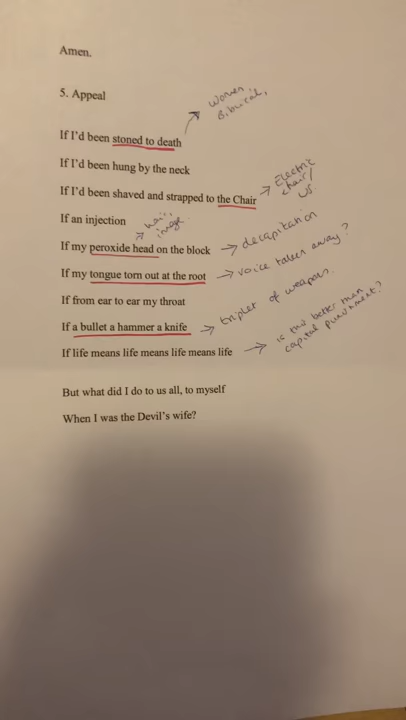 Amen.
5. Appeal
women,
Biblical,
If I'd been stoned to death
If I'd been hung by the neck
If I'd been shaved and strapped to the Chair
Electric
chair/
US.
If an injection
hair,
image.
If my peroxide head on the block
decapitation
If my tongue torn out at the root
voice taken away?
If from ear to ear my throat
If a bullet a hammer a knife
triplet of weapons.
If life means life means life means life
is this better than
capital punishment?
But what did I do to us all, to myself
When I was the Devil's wife?